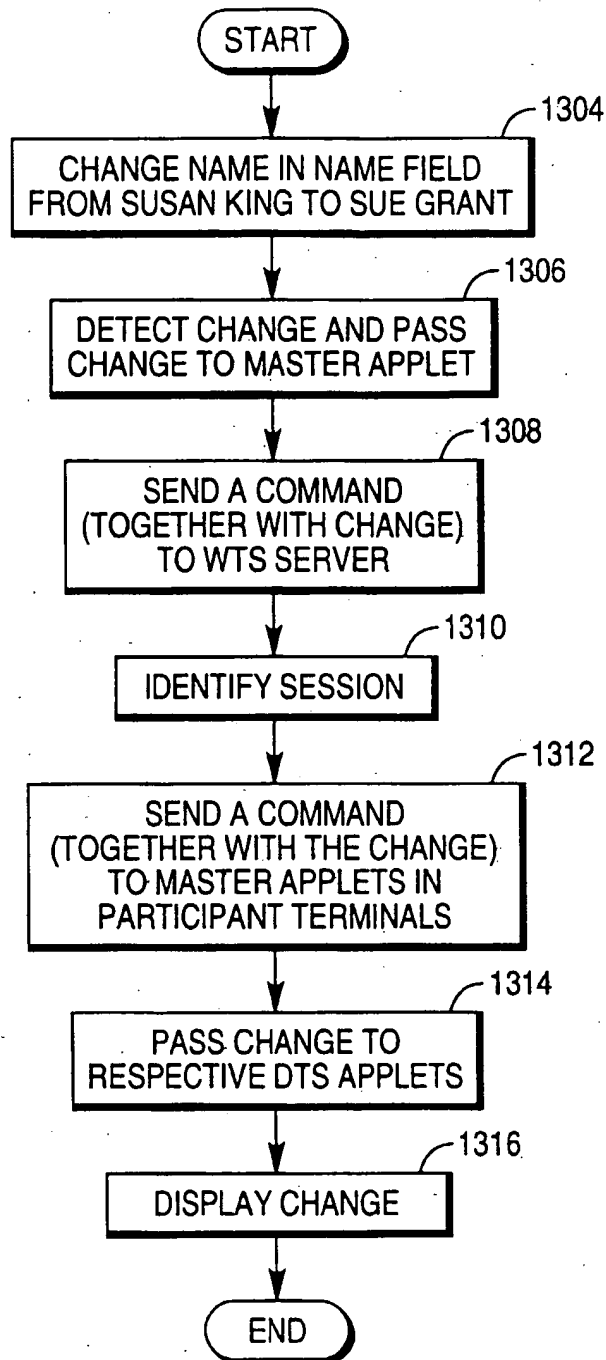 START
1304
CHANGE NAME IN NAME FIELD
FROM SUSAN KING TO SUE GRANT
1306
DETECT CHANGE AND PASS
CHANGE TO MASTER APPLET
1308
SEND A COMMAND
(TOGETHER WITH CHANGE)
TO WTS SERVER
1310
IDENTIFY SESSION
1312
SEND A COMMAND
(TOGETHER WITH THE CHANGE)
TO MASTER APPLETS IN
PARTICIPANT TERMINALS
1314
PASS CHANGE TO
RESPECTIVE DTS APPLETS
1316
DISPLAY CHANGE
END